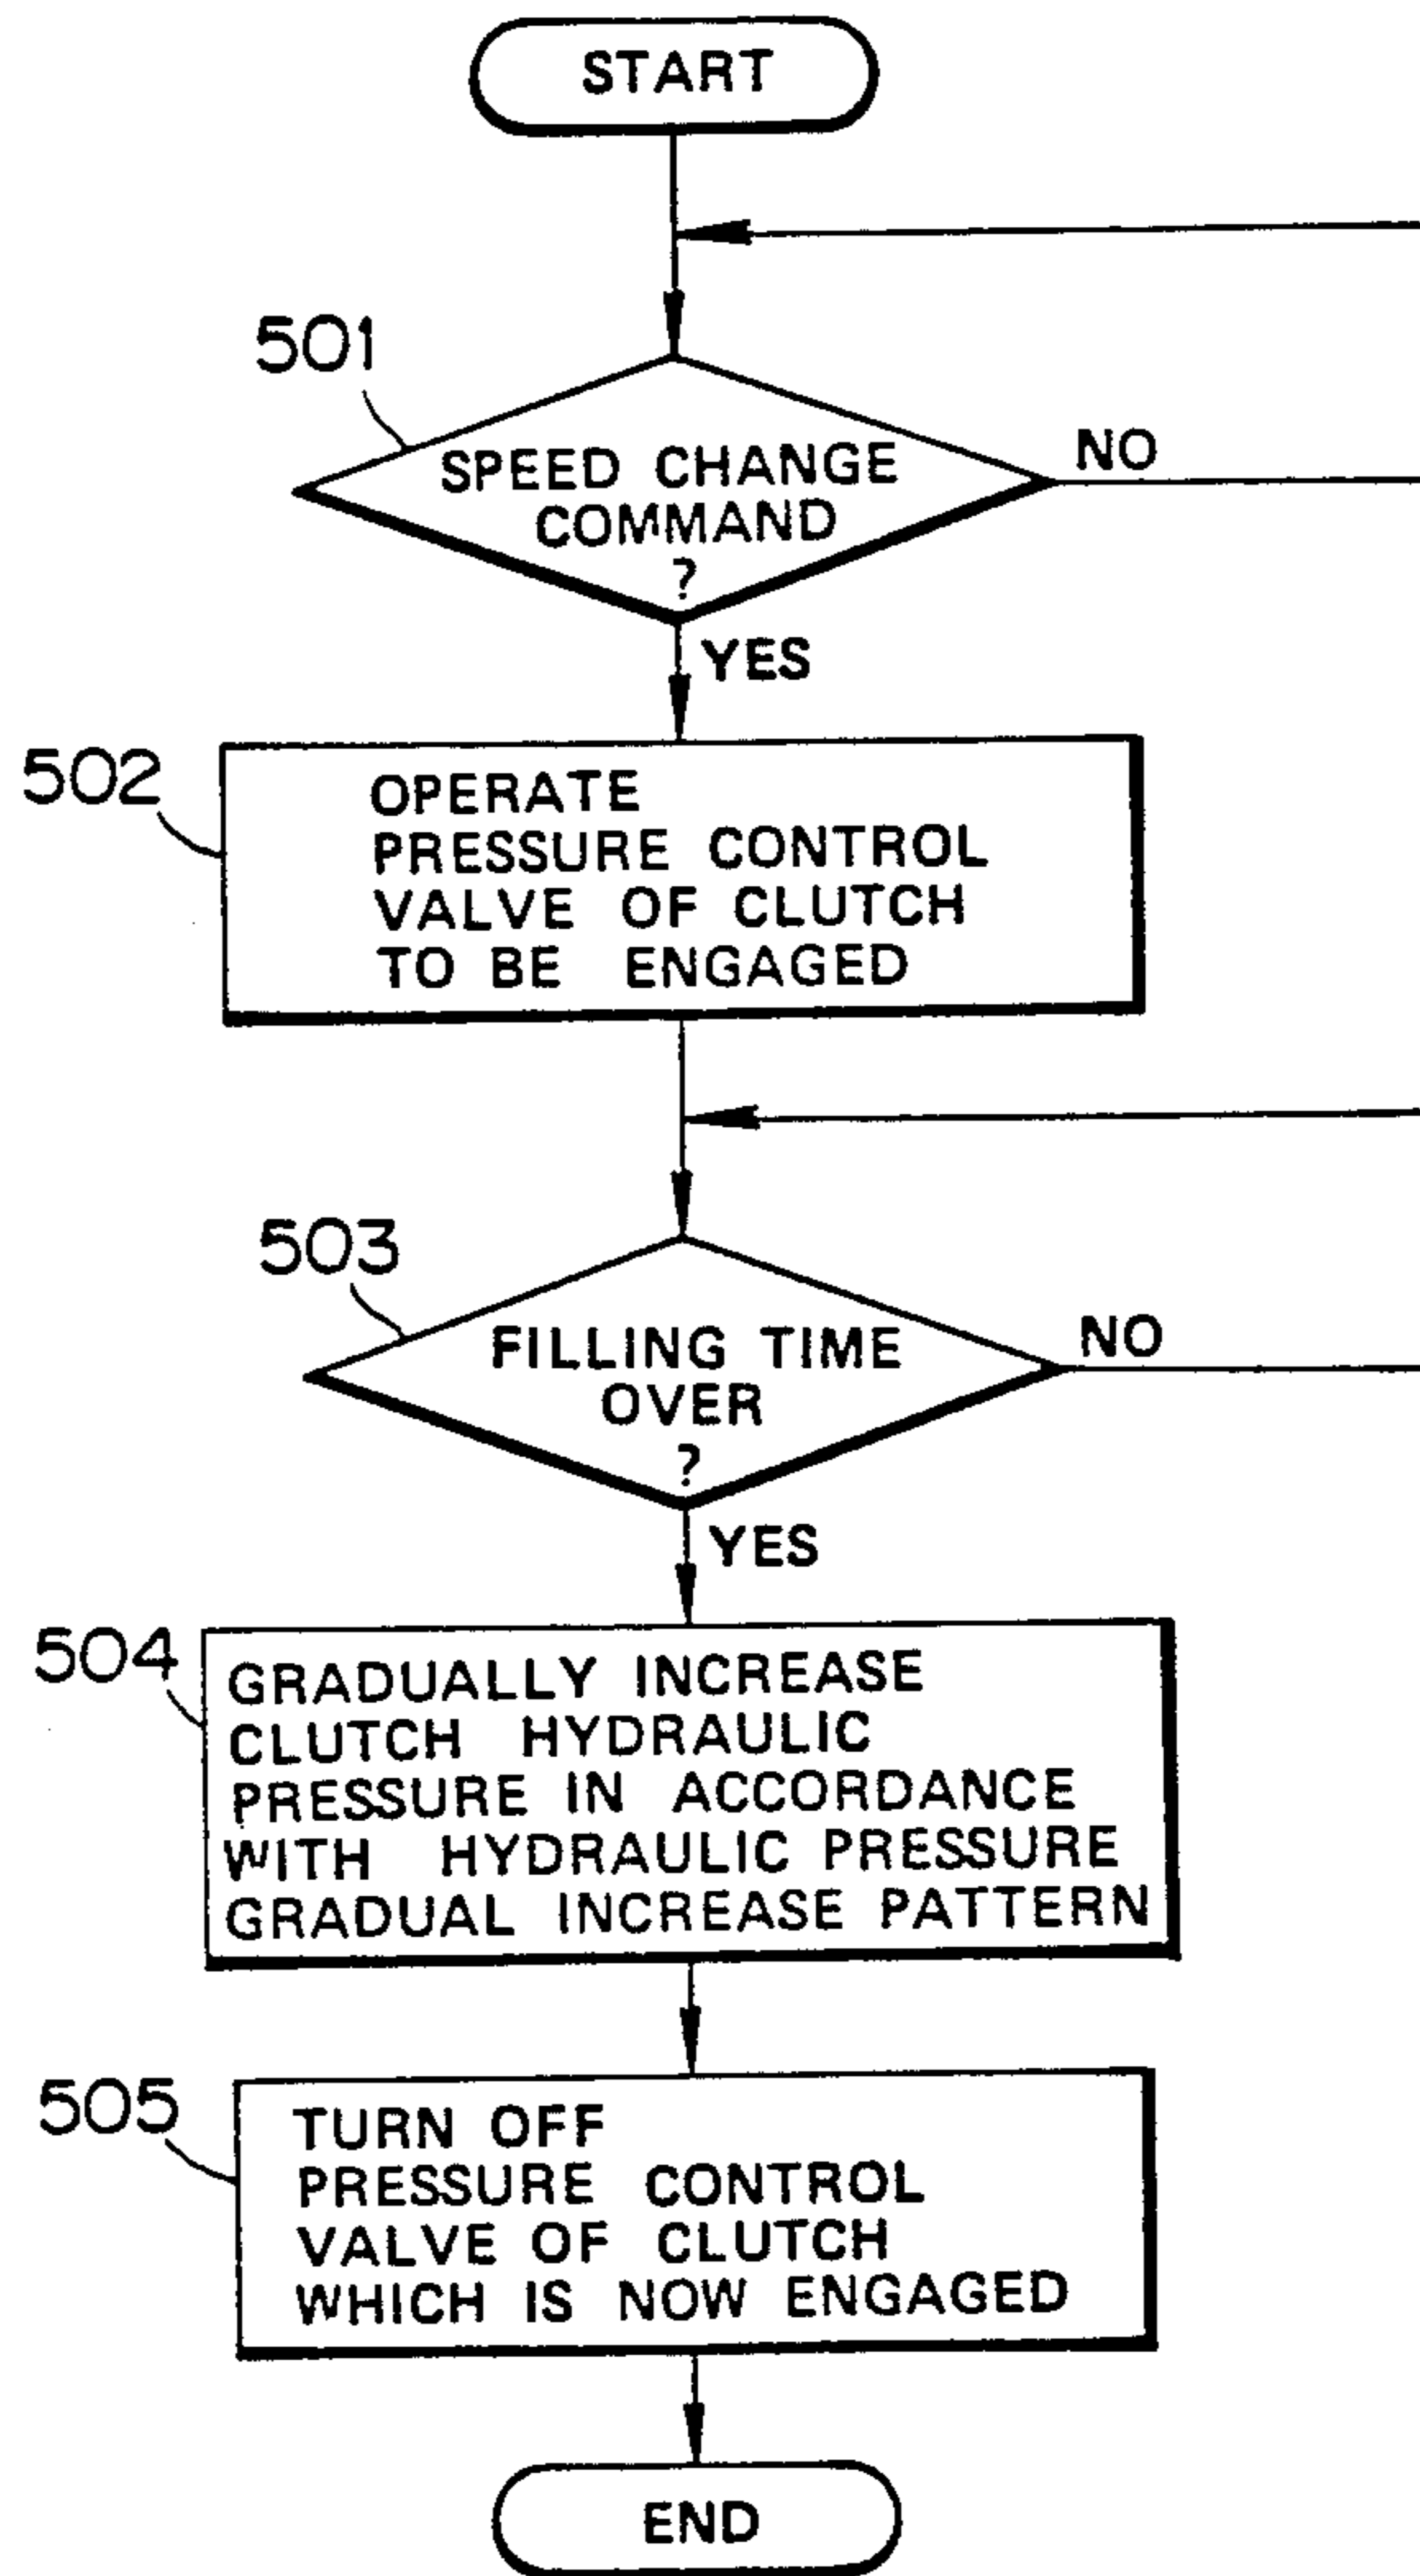 START
501
SPEED CHANGE
COMMAND
?
NO
YES
502
OPERATE
PRESSURE CONTROL
VALVE OF CLUTCH
TO BE ENGAGED
503
FILLING TIME
OVER
?
NO
YES
504
GRADUALLY INCREASE
CLUTCH HYDRAULIC
PRESSURE IN ACCORDANCE
WITH HYDRAULIC PRESSURE
GRADUAL INCREASE PATTERN
505
TURN OFF
PRESSURE CONTROL
VALVE OF CLUTCH
WHICH IS NOW ENGAGED
END